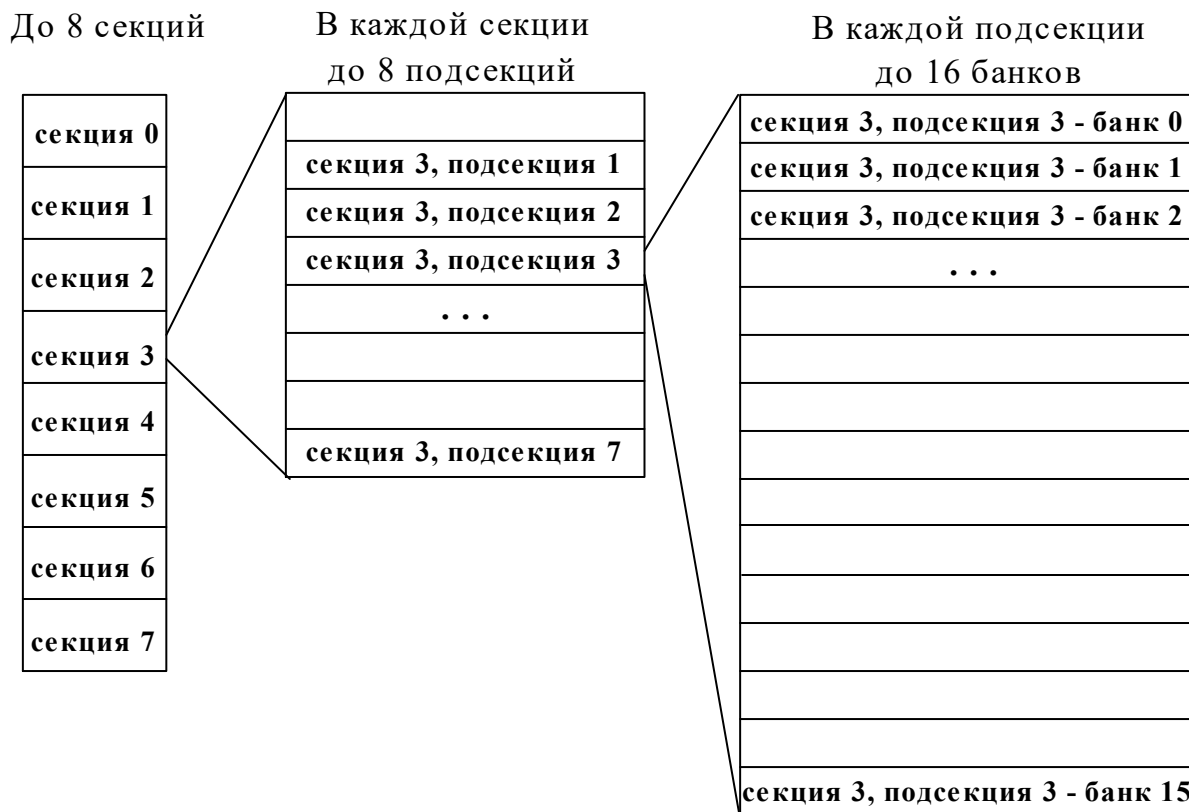 До 8 секций
секция 0
секция 1
секция 2
секция 3
секция 4
секция 5
секция 6
секция 7
В каждой секции
до 8 подсекций
секция 3, подсекция 1
секция 3, подсекция 2
секция 3, подсекция 3
. . .
секция 3, подсекция 7
В каждой подсекции
до 16 банков
секция 3, подсекция 3 - банк 0
секция 3, подсекция 3 - банк 1
секция 3, подсекция 3 - банк 2
. . .
секция 3, подсекция 3 - банк 15